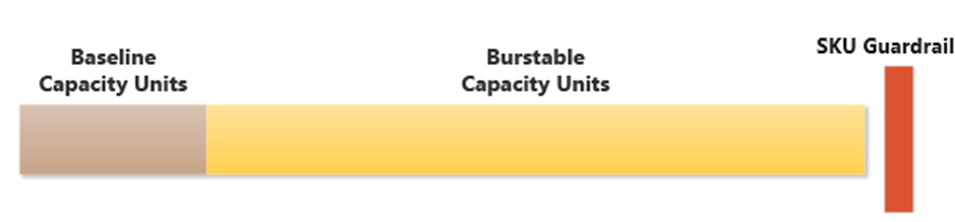 Baseline
Capacity Units
Burstable
Capacity Units
SKU Guardrail